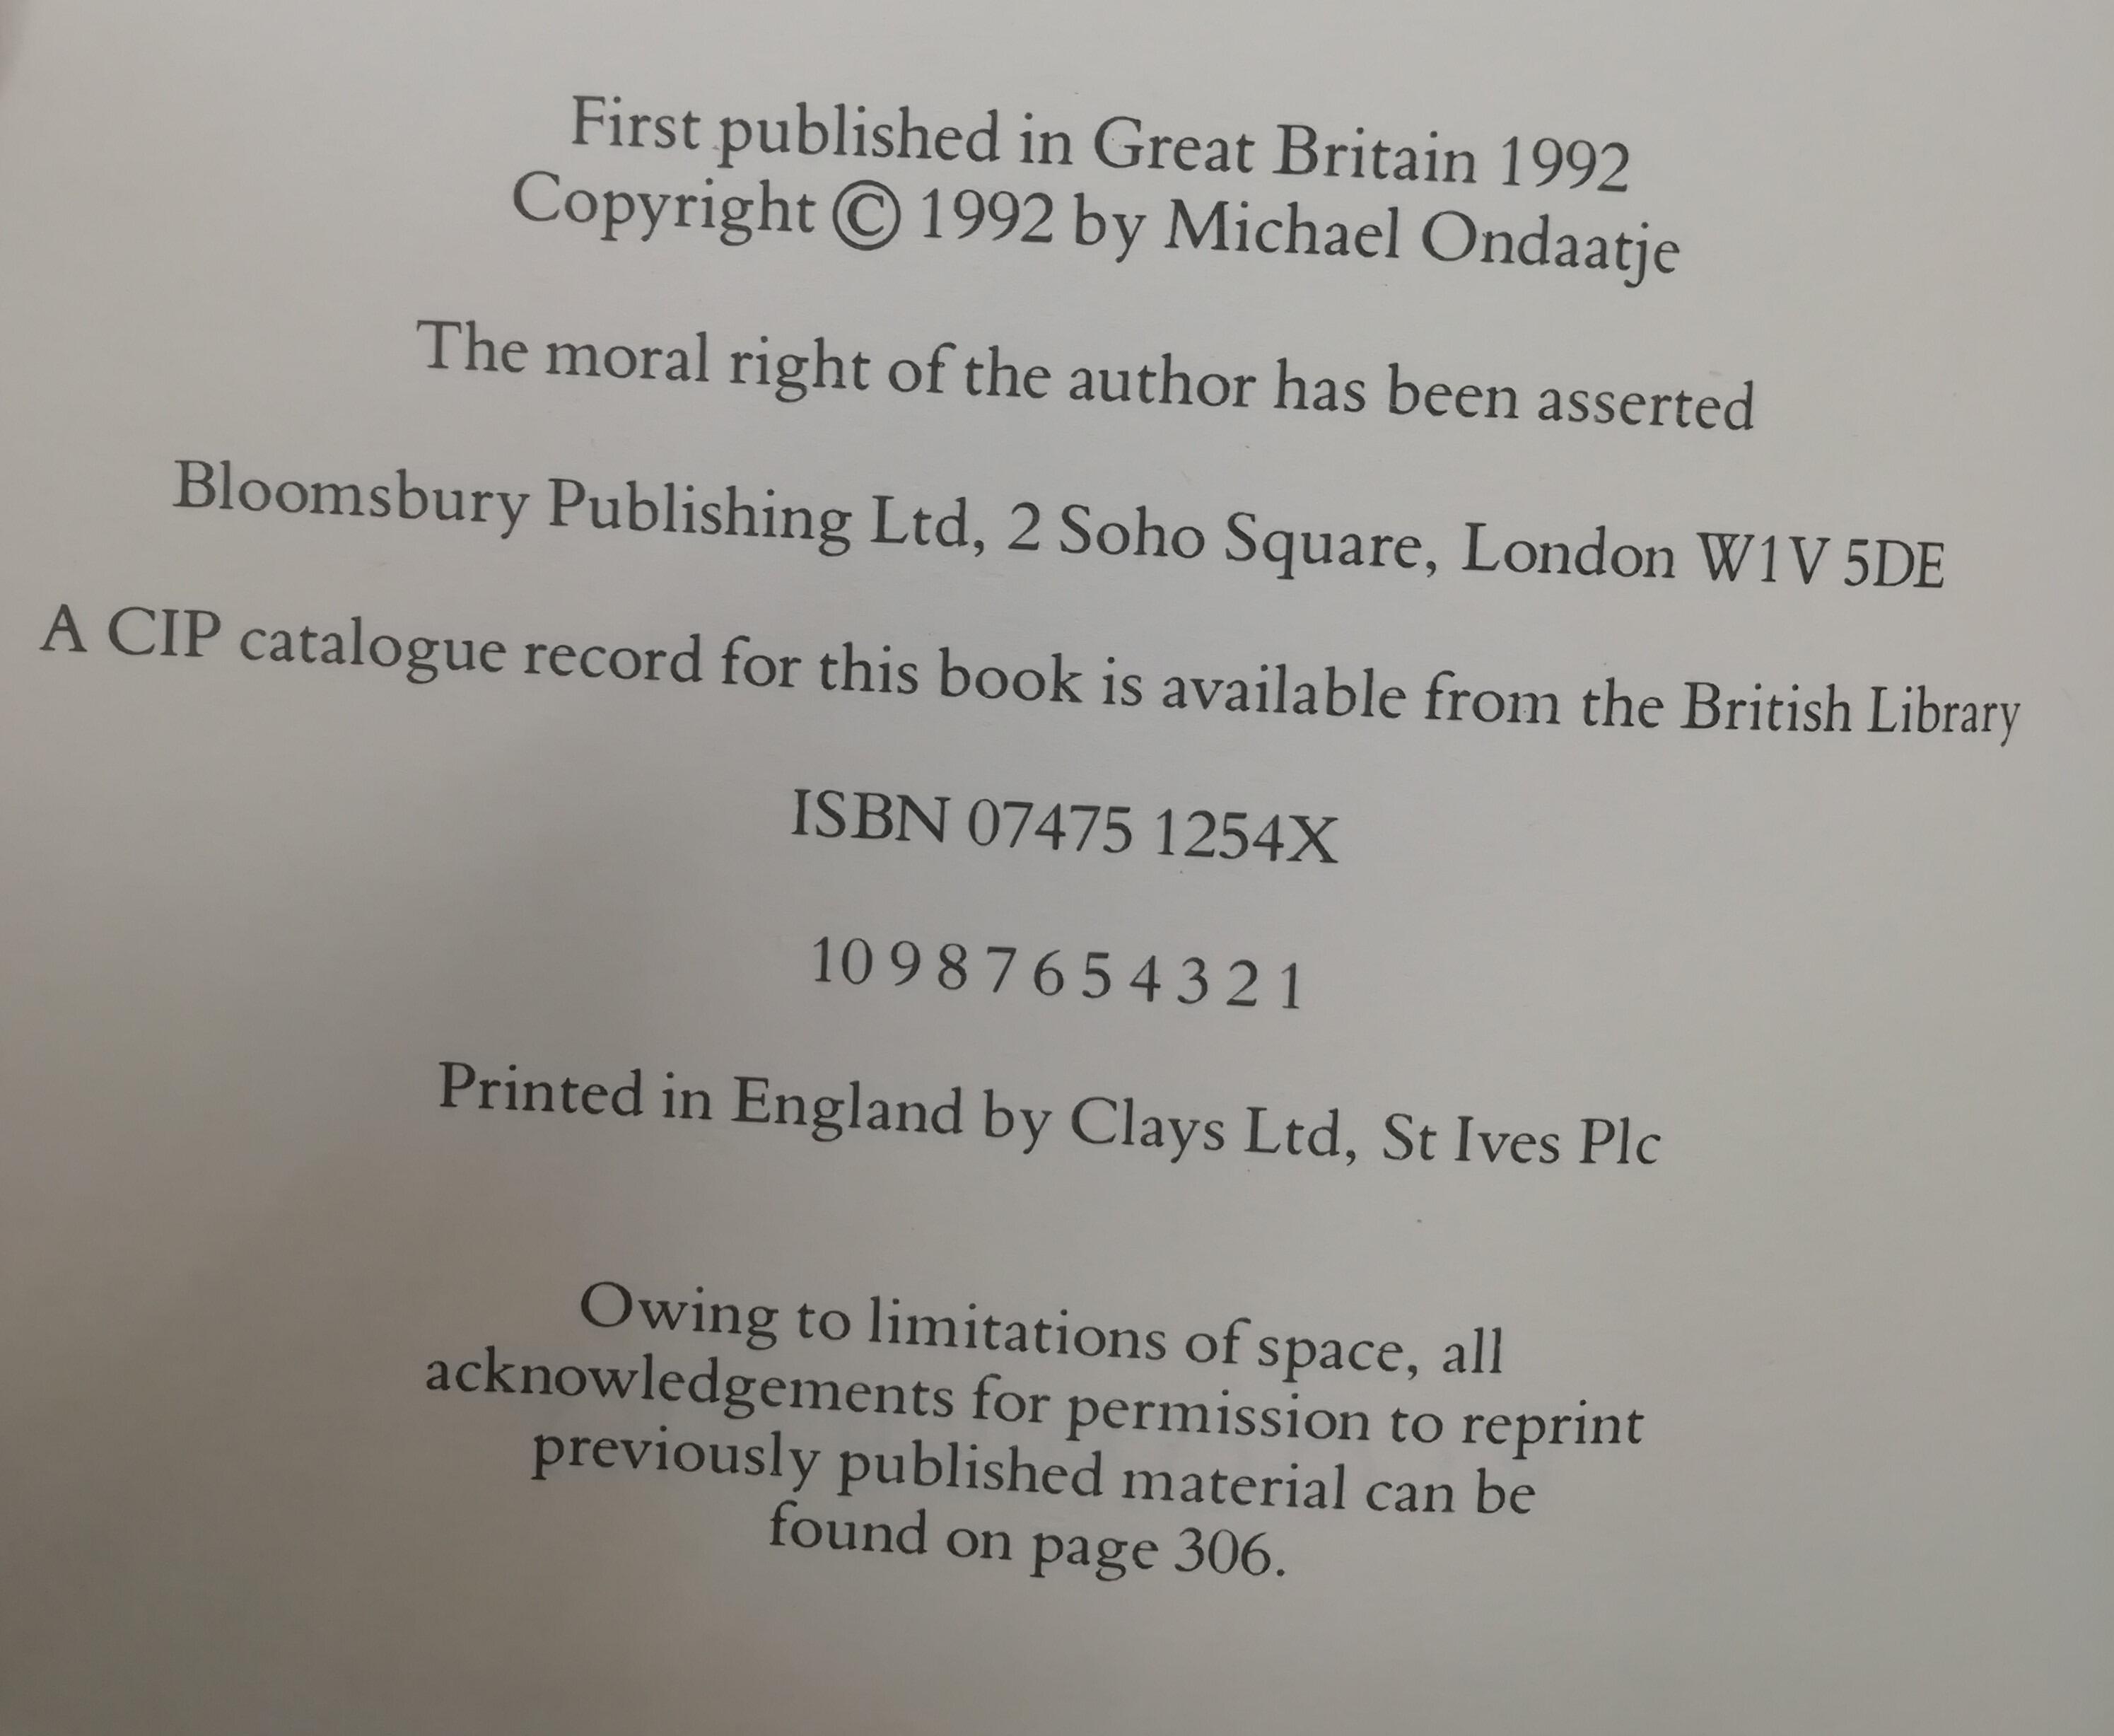 First published in Great Britain 1992
Copyright © 1992 by Michael Ondaatje
The moral right of the author has been asserted
Bloomsbury Publishing Ltd, 2 Soho Square, London W1V 5DE
A CIP catalogue record for this book is available from the British Library
ISBN 07475 1254X
10 9 8 7 6 5 4 3 2 1
Printed in England by Clays Ltd, St Ives Plc
Owing to limitations of space, all
acknowledgements for permission to reprint
previously published material can be
found on page 306.